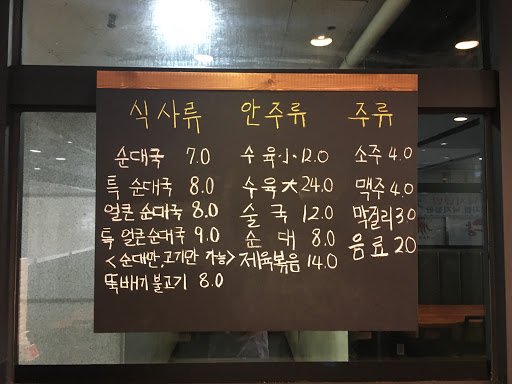 식사류
순대국 7.0
특 순대국 8.0
얼큰 순대국 8.0
특 얼큰순대국 9.0
<순대만, 고기만 가능>
뚝배기불고기 8.0
안주류
수육小 12.0
수육大 24.0
술국 12.0
순대 8.0
제육볶음 14.0
주류
소주 4.0
맥주 4.0
막걸리 3.0
음료 2.0